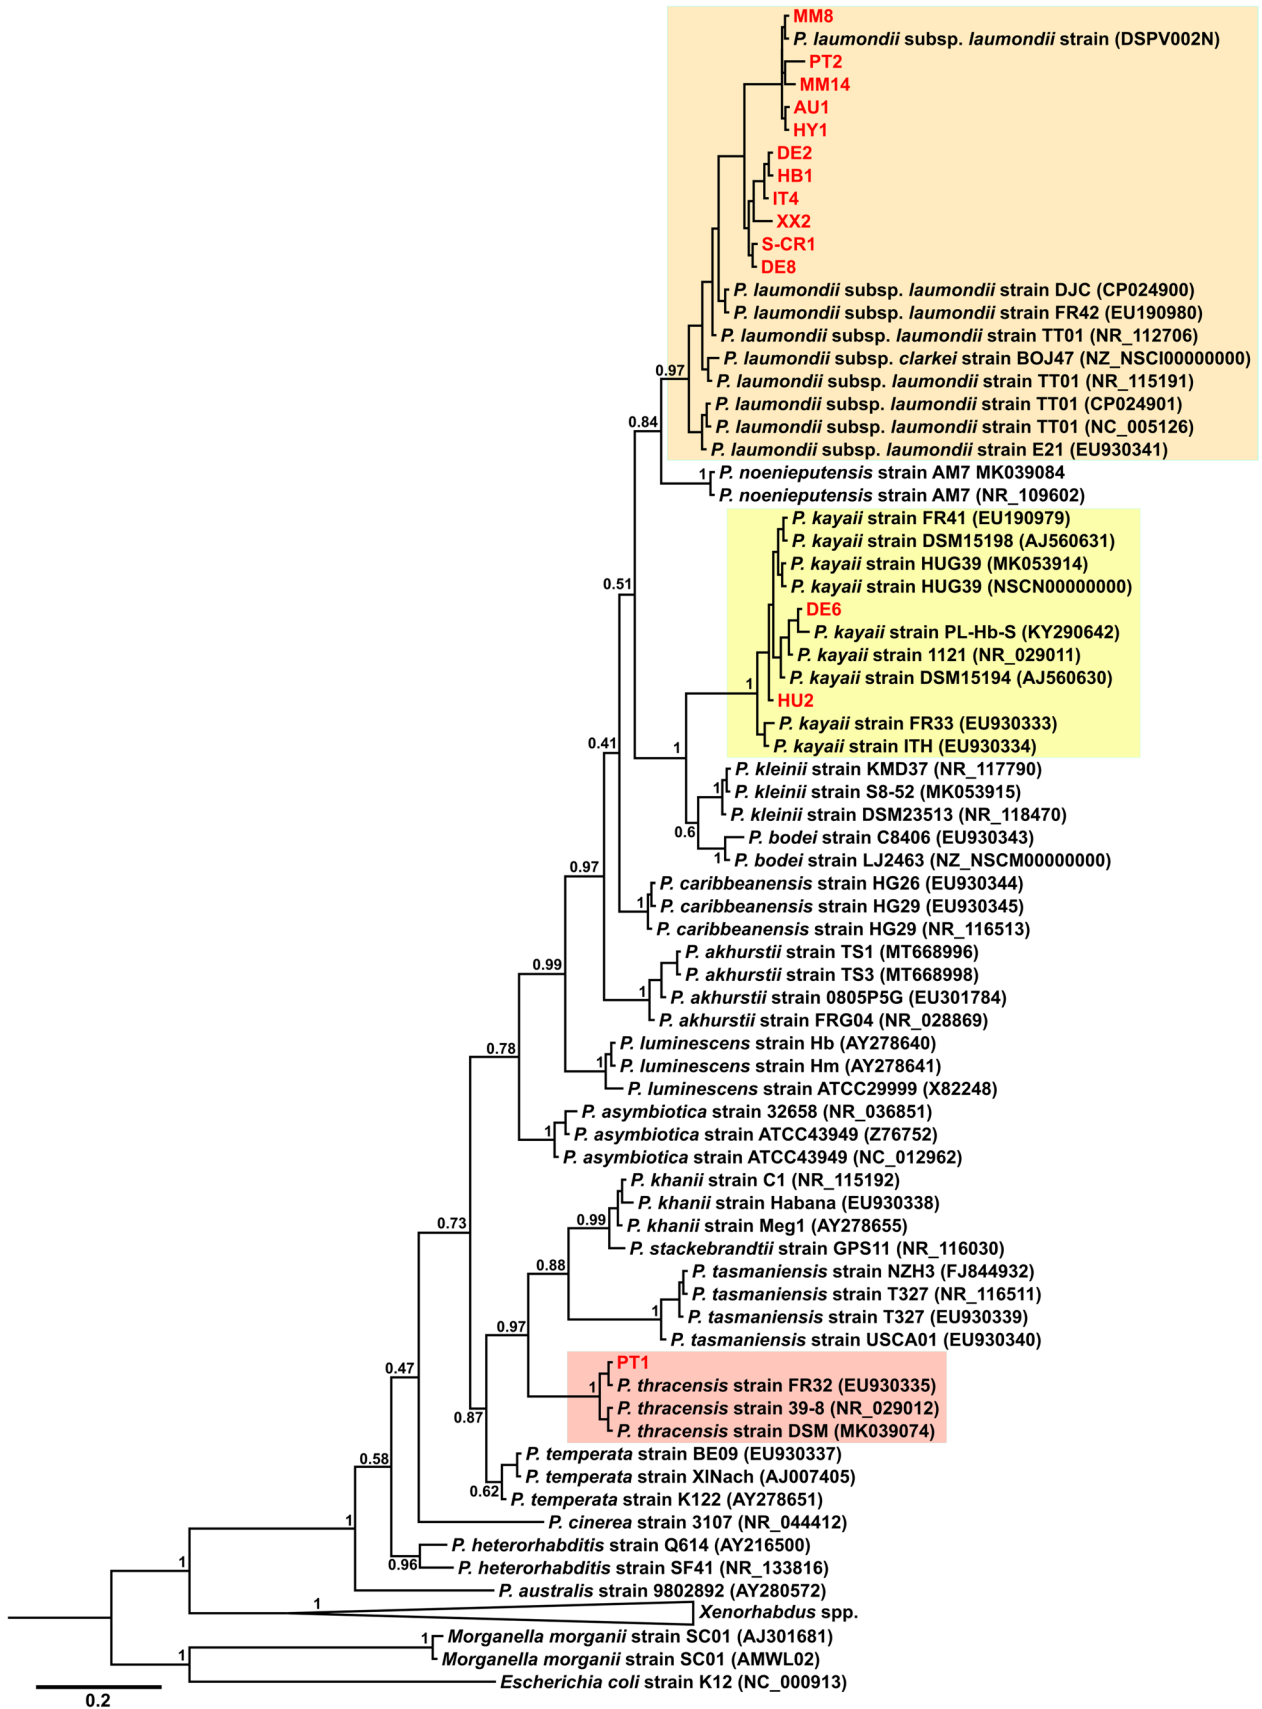 MM8
P. laumondii subsp. laumondii strain (DSPV002N)
PT2
MM14
AU1
HY1
DE2
HB1
IT4
XX2
S-CR1
DE8
P. laumondii subsp. laumondii strain DJC (CP024900)
P. laumondii subsp. laumondii strain FR42 (EU190980)
P. laumondii subsp. laumondii strain TT01 (NR_112706)
P. laumondii subsp. clarkei strain BOJ47 (NZ_NSCI00000000)
0.97
P. laumondii subsp. laumondii strain TT01 (NR_115191)
P. laumondii subsp. laumondii strain TT01 (CP024901)
0.84
P. laumondii subsp. laumondii strain TT01 (NC_005126)
P. laumondii subsp. laumondii strain E21 (EU930341)
1
P. noenieputensis strain AM7 MK039084
P. noenieputensis strain AM7 (NR_109602)
P. kayaii strain FR41 (EU190979)
P. kayaii strain DSM15198 (AJ560631)
P. kayaii strain HUG39 (MK053914)
0.51
P. kayaii strain HUG39 (NSCN00000000)
DE6
P. kayaii strain PL-Hb-S (KY290642)
P. kayaii strain 1121 (NR_029011)
P. kayaii strain DSM15194 (AJ560630)
1
HU2
P. kayaii strain FR33 (EU930333)
0.41
1
P. kayaii strain ITH (EU930334)
P. kleinii strain KMD37 (NR_117790)
1
P. kleinii strain S8-52 (MK053915)
P. kleinii strain DSM23513 (NR_118470)
0.6
P. bodei strain C8406 (EU930343)
1
P. bodei strain LJ2463 (NZ_NSCM00000000)
0.97
P. caribbeanensis strain HG26 (EU930344)
1
P. caribbeanensis strain HG29 (EU930345)
P. caribbeanensis strain HG29 (NR_116513)
P. akhurstii strain TS1 (MT668996)
0.99
P. akhurstii strain TS3 (MT668998)
1
P. akhurstii strain 0805P5G (EU301784)
P. akhurstii strain FRG04 (NR_028869)
P. luminescens strain Hb (AY278640)
0.78
1
P. luminescens strain Hm (AY278641)
P. luminescens strain ATCC29999 (X82248)
P. asymbiotica strain 32658 (NR_036851)
1
P. asymbiotica strain ATCC43949 (Z76752)
P. asymbiotica strain ATCC43949 (NC_012962)
P. khanii strain C1 (NR_115192)
P. khanii strain Habana (EU930338)
0.73
0.99
P. khanii strain Meg1 (AY278655)
P. stackebrandtii strain GPS11 (NR_116030)
0.88
P. tasmaniensis strain NZH3 (FJ844932)
P. tasmaniensis strain T327 (NR_116511)
1
P. tasmaniensis strain T327 (EU930339)
0.97
P. tasmaniensis strain USCA01 (EU930340)
PT1
0.47
1
P. thracensis strain FR32 (EU930335)
P. thracensis strain 39-8 (NR_029012)
0.87
P. thracensis strain DSM (MK039074)
P. temperata strain BE09 (EU930337)
0.58
P. temperata strain XlNach (AJ007405)
0.62
P. temperata strain K122 (AY278651)
1
P. cinerea strain 3107 (NR_044412)
P. heterorhabditis strain Q614 (AY216500)
1
0.96
P. heterorhabditis strain SF41 (NR_133816)
P. australis strain 9802892 (AY280572)
1
Xenorhabdus spp.
1
Morganella morganii strain SC01 (AJ301681)
1
Morganella morganii strain SC01 (AMWL02)
Escherichia coli strain K12 (NC_000913)
0.2